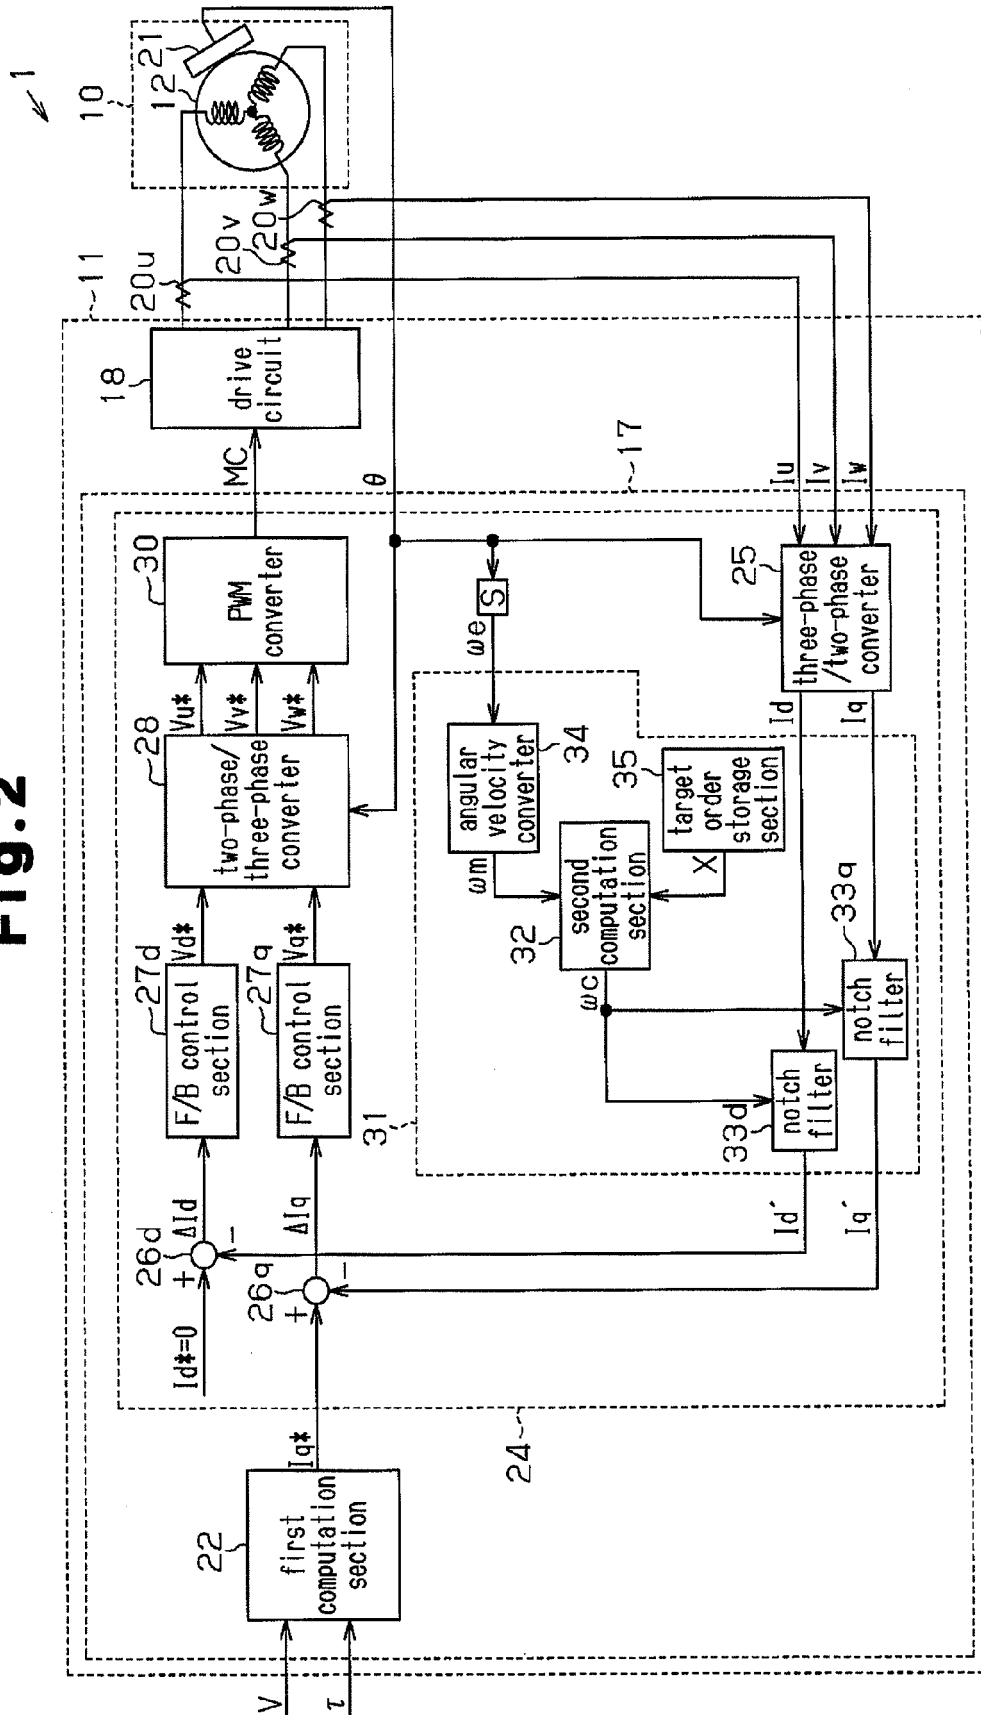 Fig.2
1
10
21
12
11
20u
20v
20w
18
drive
circuit
MC
θ
17
30
PWM
converter
Vu*
Vv*
Vw*
28
two-phase/
three-phase
converter
Vd*
Vq*
27d
F/B control
section
27q
F/B control
section
ΔId
ΔIq
26d
+
-
26q
+
-
Id*=0
Iq*
22
first
computation
section
V
τ
24
31
S
ωe
34
angular
velocity
converter
ωm
35
target
order
storage
section
X
32
second
computation
section
ωc
33d
notch
filter
33q
notch
filter
Id´
Iq´
Id
Iq
25
three-phase
/two-phase
converter
Iu
Iv
Iw